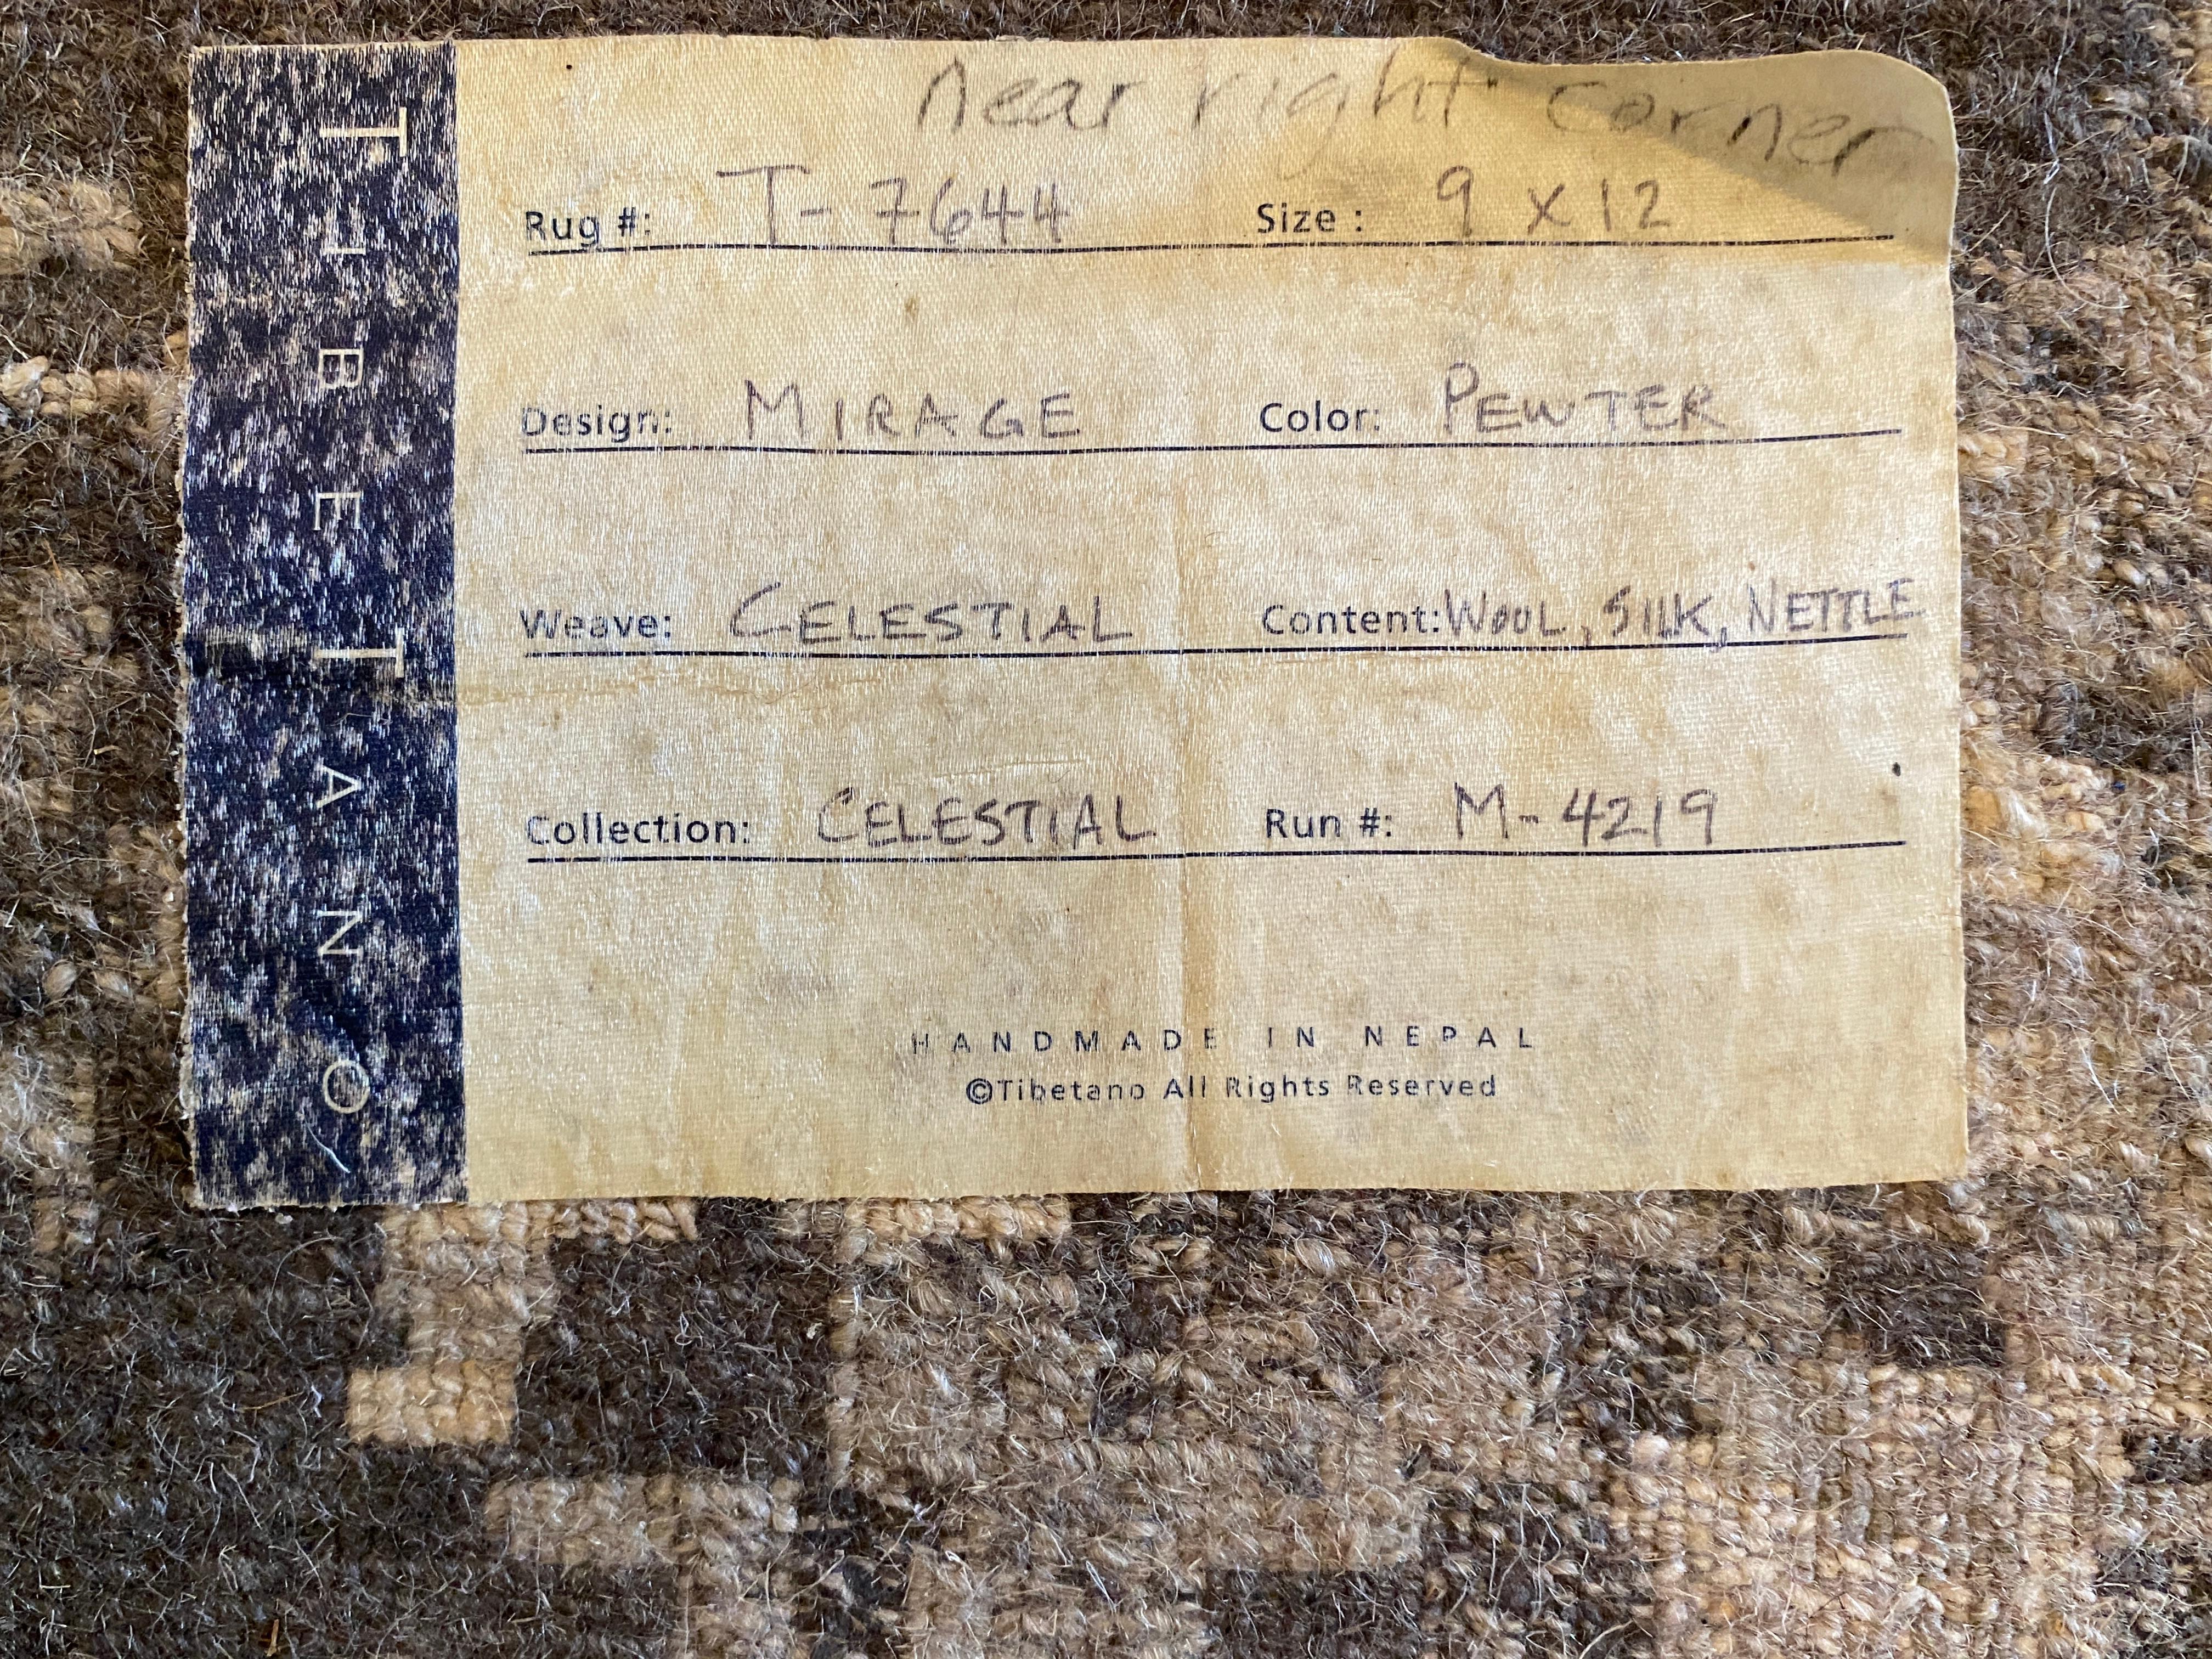 TIBETANO
near right corner
Rug #: T-7644 Size : 9 x 12
Design: MIRAGE Color: PEWTER
Weave: CELESTIAL Content: WOOL, SILK, NETTLE
Collection: CELESTIAL Run #: M-4219
HANDMADE IN NEPAL
©Tibetano All Rights Reserved